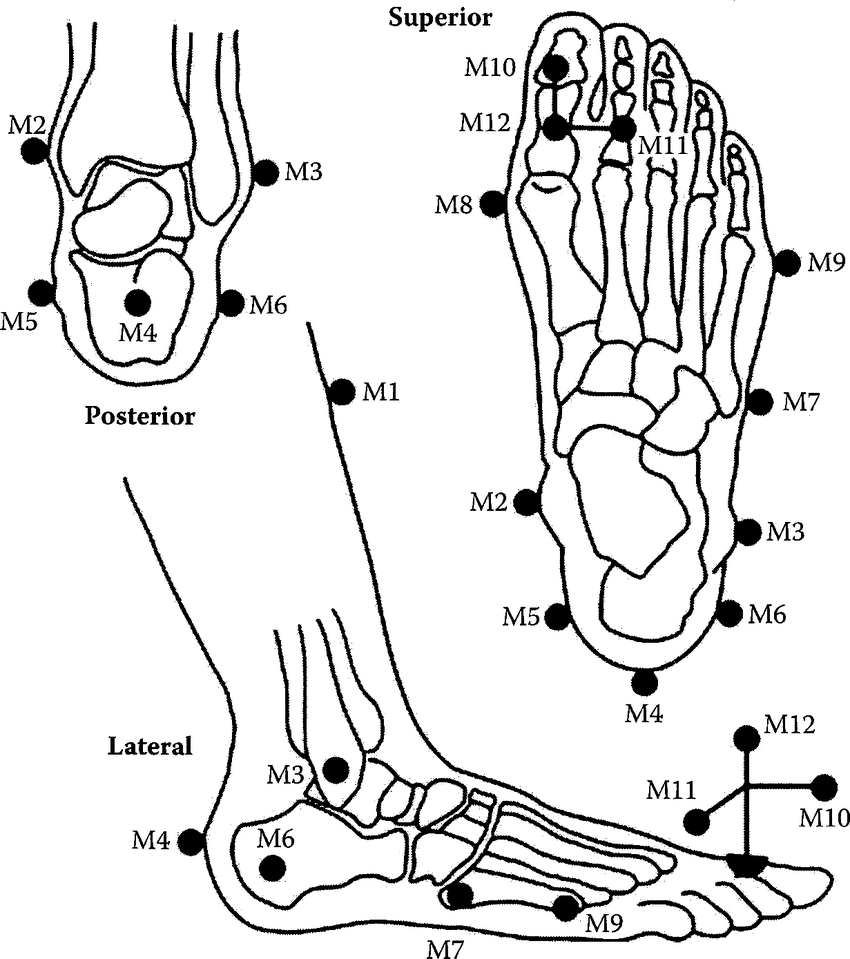 Superior
M10
M12
M11
M8
M9
M7
M2
M3
M5
M6
M4
M2
M3
M5
M4
M6
Posterior
M1
Lateral
M3
M4
M6
M7
M9
M12
M11
M10